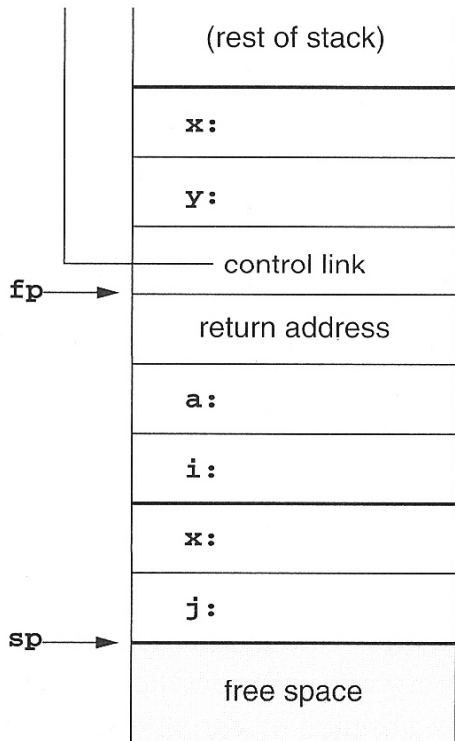 (rest of stack)
x:
y:
control link
fp
return address
a:
i:
x:
j:
sp
free space